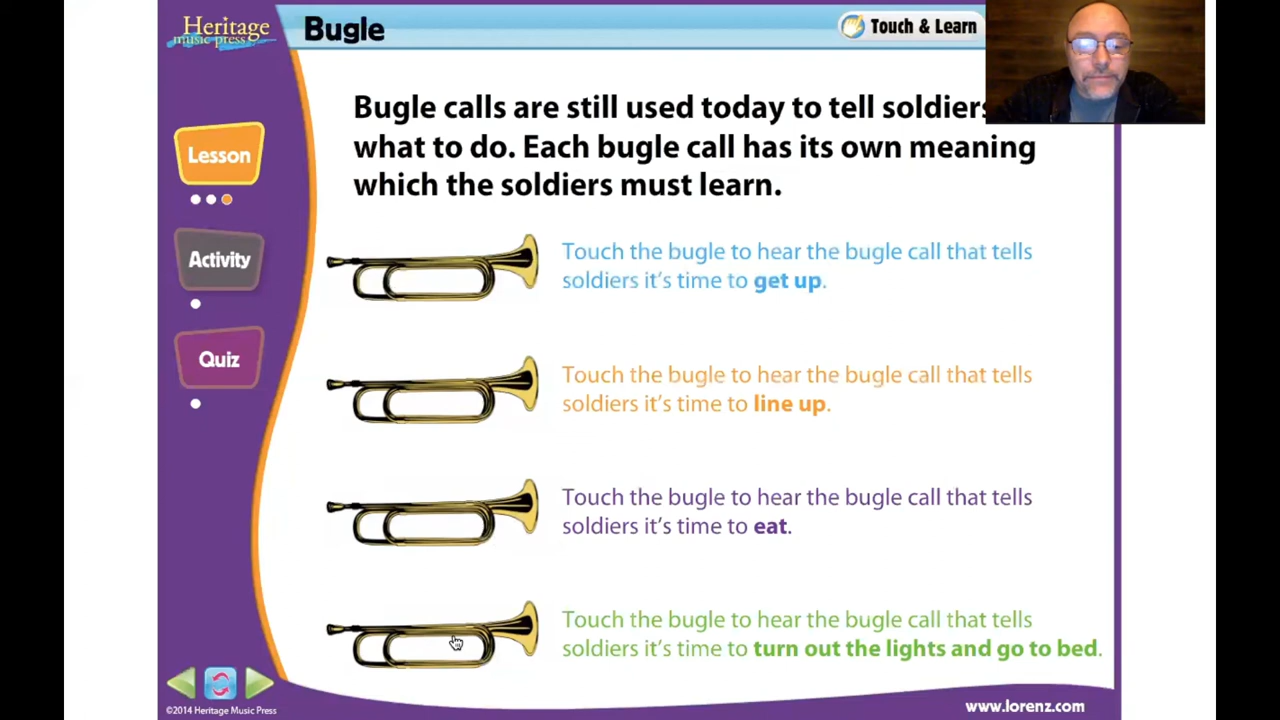 Heritage
music press
Bugle
Touch & Learn
Bugle calls are still used today to tell soldiers
what to do. Each bugle call has its own meaning
which the soldiers must learn.
Lesson
Activity
Quiz
Touch the bugle to hear the bugle call that tells
soldiers it's time to get up.
Touch the bugle to hear the bugle call that tells
soldiers it's time to line up.
Touch the bugle to hear the bugle call that tells
soldiers it's time to eat.
Touch the bugle to hear the bugle call that tells
soldiers it's time to turn out the lights and go to bed.
©2014 Heritage Music Press
www.lorenz.com